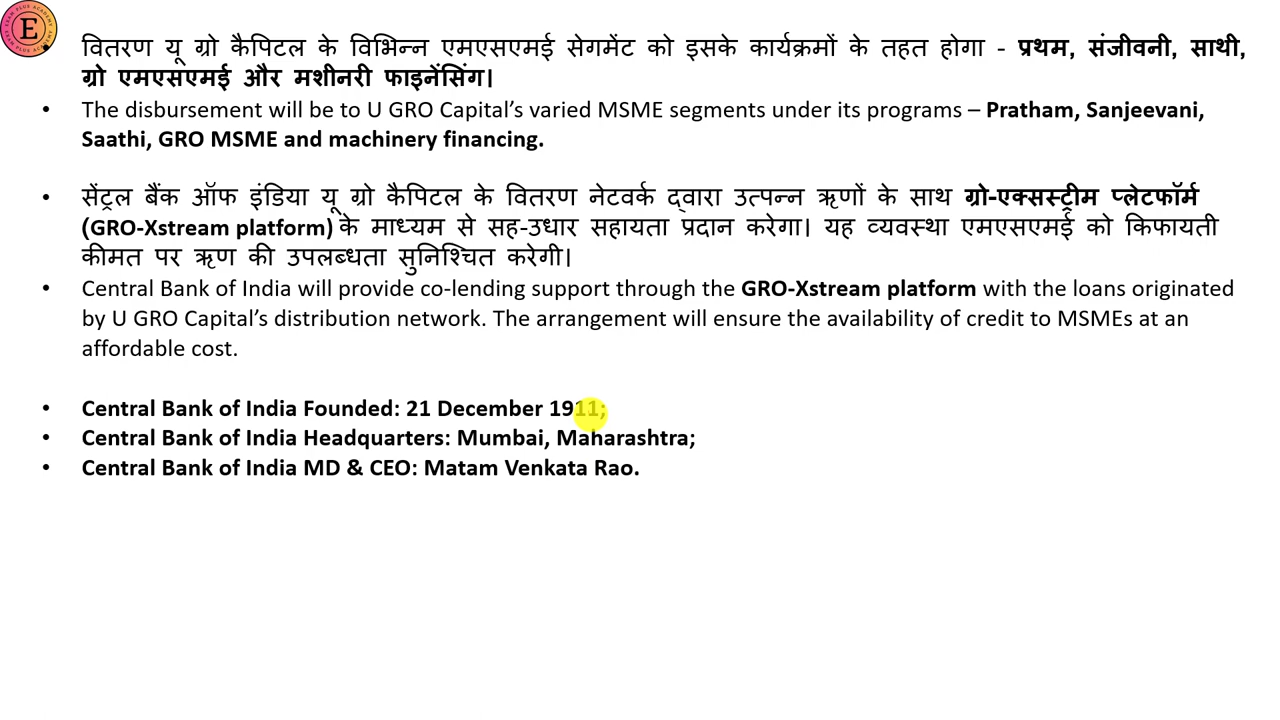 E
वितरण यू ग्रो कैपिटल के विभिन्न एमएसएमई सेगमेंट को इसके कार्यक्रमों के तहत होगा - प्रथम, संजीवनी, साथी,
ग्रो एमएसएमई और मशीनरी फाइनेंसिंग।
• The disbursement will be to U GRO Capital’s varied MSME segments under its programs – Pratham, Sanjeevani,
Saathi, GRO MSME and machinery financing.
• सेंट्रल बैंक ऑफ इंडिया यू ग्रो कैपिटल के वितरण नेटवर्क द्वारा उत्पन्न ऋणों के साथ ग्रो-एक्सस्ट्रीम प्लेटफॉर्म
(GRO-Xstream platform) के माध्यम से सह-उधार सहायता प्रदान करेगा। यह व्यवस्था एमएसएमई को किफायती
कीमत पर ऋण की उपलब्धता सुनिश्चित करेगी।
• Central Bank of India will provide co-lending support through the GRO-Xstream platform with the loans originated
by U GRO Capital’s distribution network. The arrangement will ensure the availability of credit to MSMEs at an
affordable cost.
• Central Bank of India Founded: 21 December 1911;
• Central Bank of India Headquarters: Mumbai, Maharashtra;
• Central Bank of India MD & CEO: Matam Venkata Rao.